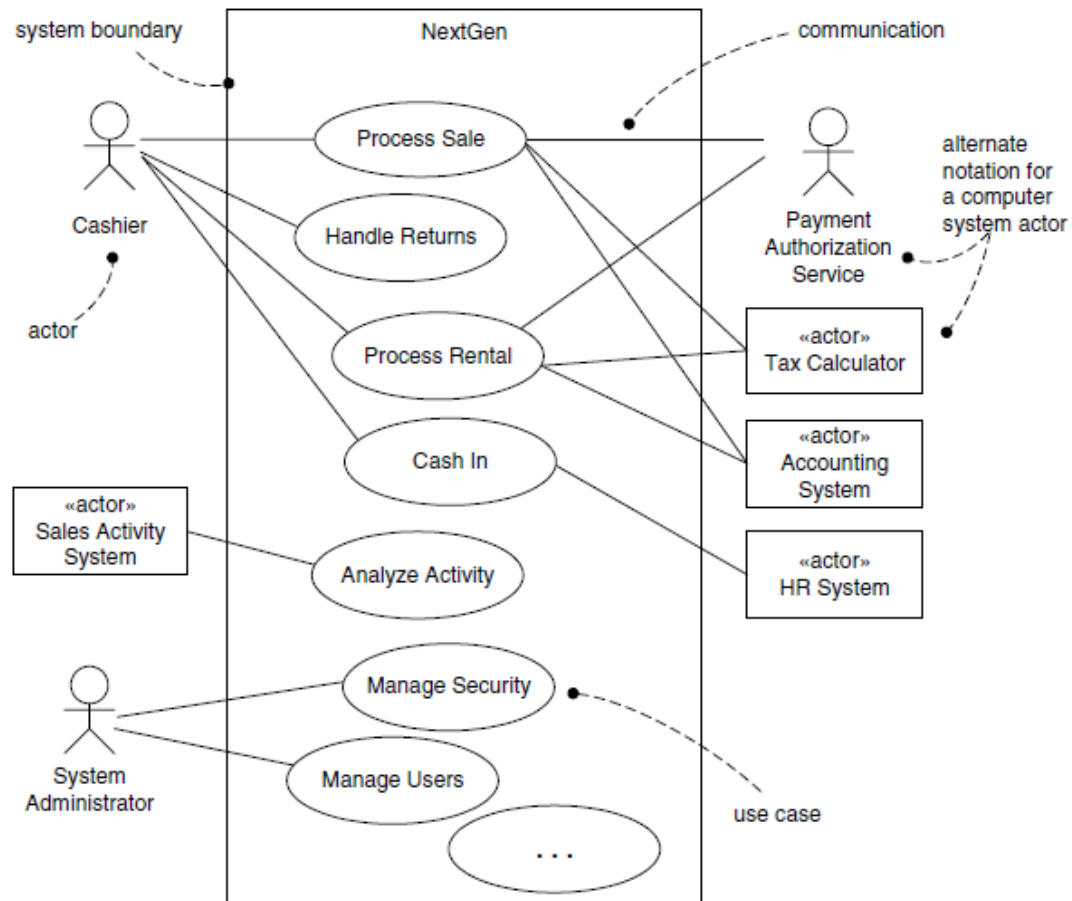 system boundary
NextGen
communication
Process Sale
alternate
notation for
a computer
system actor
Cashier
Payment
Authorization
Service
Handle Returns
actor
«actor»
Tax Calculator
Process Rental
«actor»
Accounting
System
Cash In
«actor»
Sales Activity
System
«actor»
HR System
Analyze Activity
Manage Security
System
Administrator
Manage Users
use case
. . .